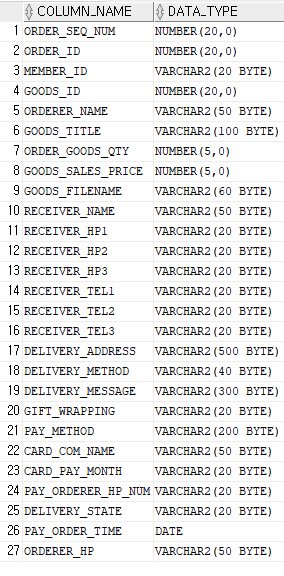 COLUMN_NAME DATA_TYPE
1 ORDER_SEQ_NUM NUMBER(20,0)
2 ORDER_ID NUMBER(20,0)
3 MEMBER_ID VARCHAR2(20 BYTE)
4 GOODS_ID NUMBER(20,0)
5 ORDERER_NAME VARCHAR2(50 BYTE)
6 GOODS_TITLE VARCHAR2(100 BYTE)
7 ORDER_GOODS_QTY NUMBER(5,0)
8 GOODS_SALES_PRICE NUMBER(5,0)
9 GOODS_FILENAME VARCHAR2(60 BYTE)
10 RECEIVER_NAME VARCHAR2(50 BYTE)
11 RECEIVER_HP1 VARCHAR2(20 BYTE)
12 RECEIVER_HP2 VARCHAR2(20 BYTE)
13 RECEIVER_HP3 VARCHAR2(20 BYTE)
14 RECEIVER_TEL1 VARCHAR2(20 BYTE)
15 RECEIVER_TEL2 VARCHAR2(20 BYTE)
16 RECEIVER_TEL3 VARCHAR2(20 BYTE)
17 DELIVERY_ADDRESS VARCHAR2(500 BYTE)
18 DELIVERY_METHOD VARCHAR2(40 BYTE)
19 DELIVERY_MESSAGE VARCHAR2(300 BYTE)
20 GIFT_WRAPPING VARCHAR2(20 BYTE)
21 PAY_METHOD VARCHAR2(200 BYTE)
22 CARD_COM_NAME VARCHAR2(50 BYTE)
23 CARD_PAY_MONTH VARCHAR2(20 BYTE)
24 PAY_ORDERER_HP_NUM VARCHAR2(20 BYTE)
25 DELIVERY_STATE VARCHAR2(20 BYTE)
26 PAY_ORDER_TIME DATE
27 ORDERER_HP VARCHAR2(50 BYTE)